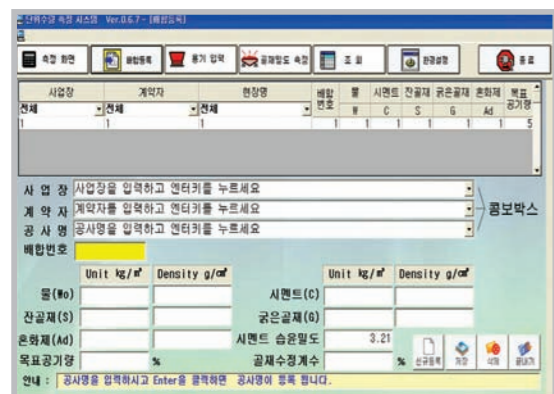 단위수량 측정 시스템 Ver.0.6.7 - [배합등록]
측정 화면 배합등록 용기 입력 골재밀도 측정 조 회 환경설정 종 료
사업장 계약자 현장명 배합번호 물 W 시멘트 C 잔골재 S 굵은골재 G 혼화제 Ad 목표공기량
전체 전체 전체
1 1 1 1 1 1 1 1 1 5
사 업 장 사업장을 입력하고 엔터키를 누르세요
계 약 자 계약자를 입력하고 엔터키를 누르세요 콤보박스
공 사 명 공사명을 입력하고 엔터키를 누르세요
배합번호
Unit kg/㎥ Density g/㎤ Unit kg/㎥ Density g/㎤
물(Wo) 시멘트(C)
잔골재(S) 굵은골재(G)
혼화제(Ad) 시멘트 습윤밀도 3.21
목표공기량 % 골재수정계수 % 신규등록 저장 삭제 끝내기
안내 : 공사명을 입력하시고 Enter을 클릭하면 공사명이 등록 됩니다.